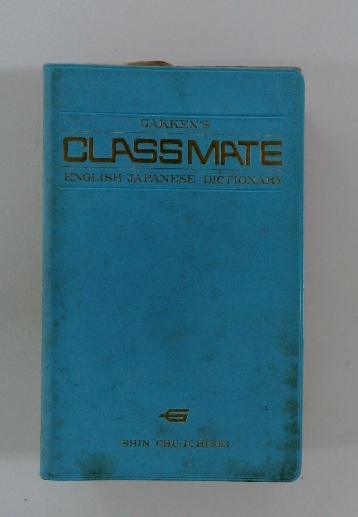 GAKKEN'S
CLASSMATE
ENGLISH JAPANESE DICTIONARY
G
SHIN CHU-ICHISEI